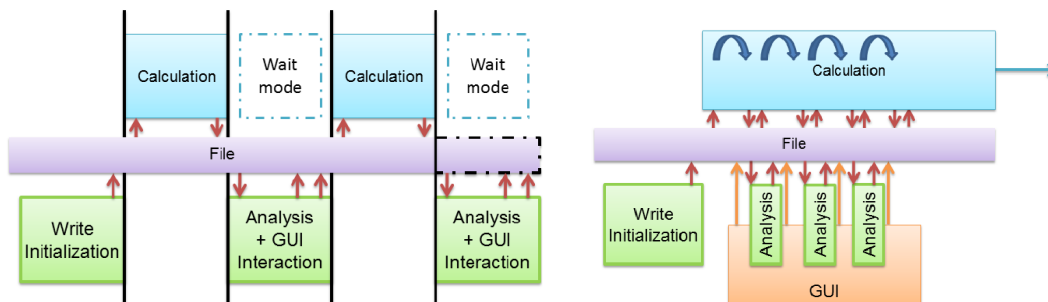 Calculation
Wait
mode
Calculation
Wait
mode
File
Write
Initialization
Analysis
+ GUI
Interaction
Analysis
+ GUI
Interaction
Calculation
File
Write
Initialization
Analysis
Analysis
Analysis
GUI